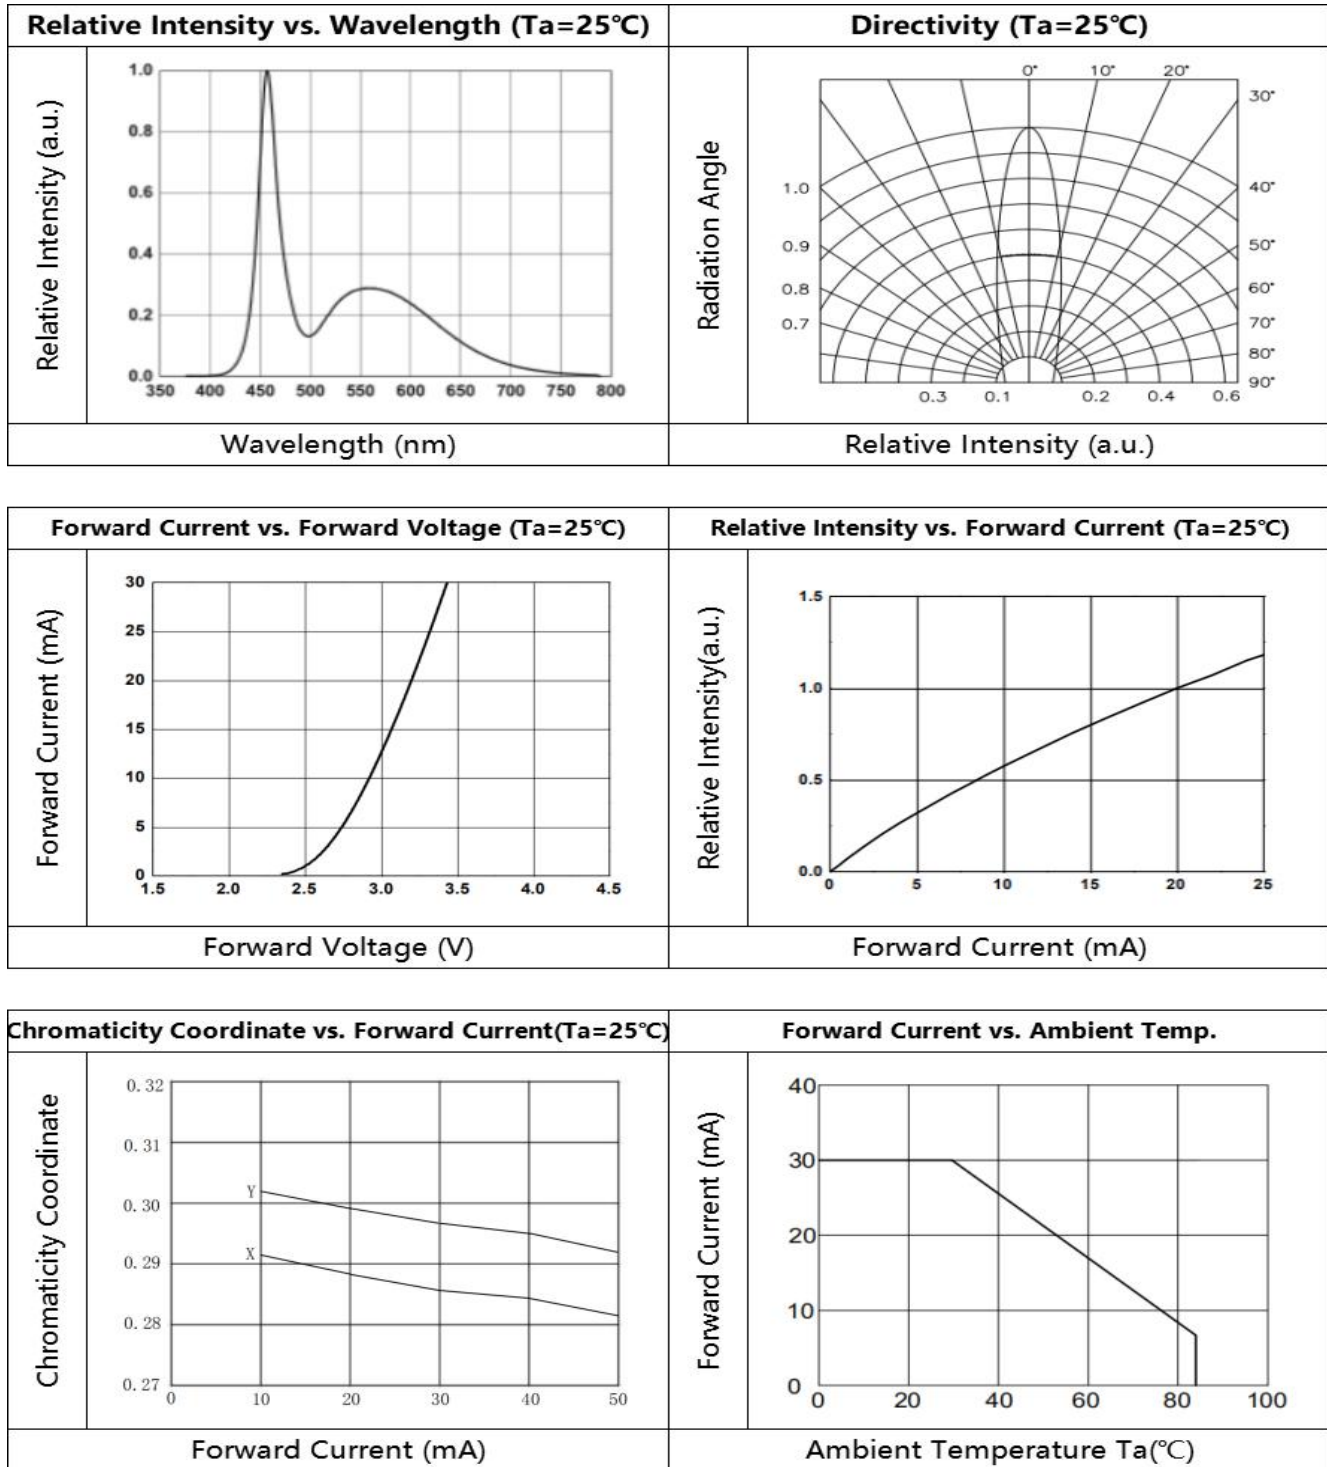 Relative Intensity vs. Wavelength (Ta=25℃)
Relative Intensity (a.u.)
1.0
0.8
0.6
0.4
0.2
0.0
350 400 450 500 550 600 650 700 750 800
Wavelength (nm)
Directivity (Ta=25℃)
Radiation Angle
0° 10° 20°
30°
1.0 40°
0.9 50°
0.8 60°
0.7 70°
80°
90°
0.3 0.1 0.2 0.4 0.6
Relative Intensity (a.u.)
Forward Current vs. Forward Voltage (Ta=25℃)
Forward Current (mA)
30
25
20
15
10
5
0
1.5 2.0 2.5 3.0 3.5 4.0 4.5
Forward Voltage (V)
Relative Intensity vs. Forward Current (Ta=25℃)
Relative Intensity(a.u.)
1.5
1.0
0.5
0.0
0 5 10 15 20 25
Forward Current (mA)
Chromaticity Coordinate vs. Forward Current(Ta=25℃)
Chromaticity Coordinate
0.32
0.31
Y
0.30
X
0.29
0.28
0.27
0 10 20 30 40 50
Forward Current (mA)
Forward Current vs. Ambient Temp.
Forward Current (mA)
40
30
20
10
0
0 20 40 60 80 100
Ambient Temperature Ta(℃)